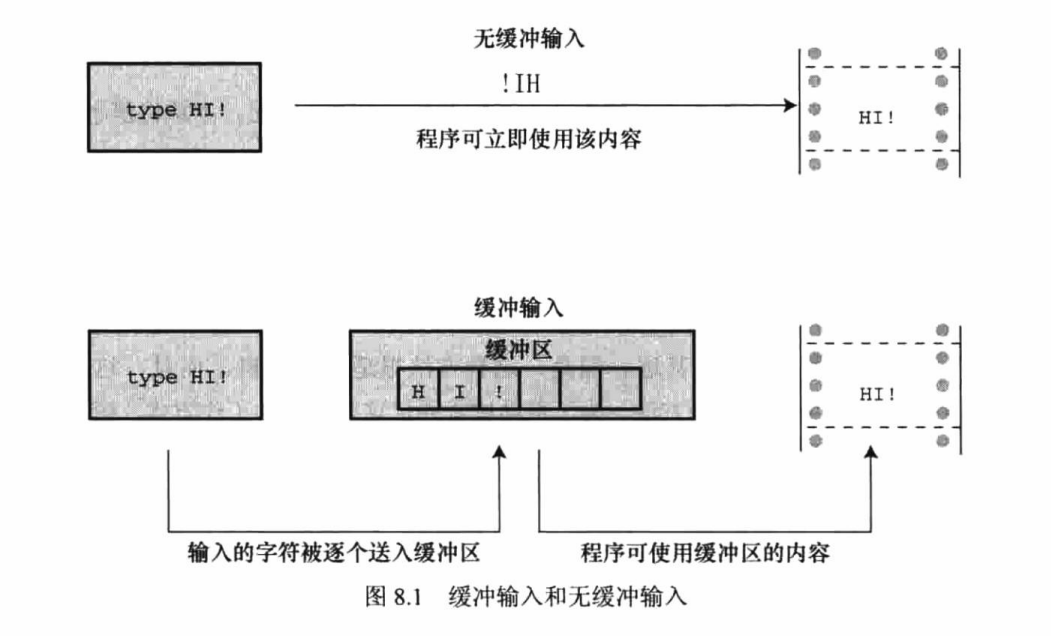 无缓冲输入
type HI!
!IH
HI!
程序可立即使用该内容
缓冲输入
缓冲区
type HI!
H I !
HI!
输入的字符被逐个送入缓冲区
程序可使用缓冲区的内容
图 8.1 缓冲输入和无缓冲输入